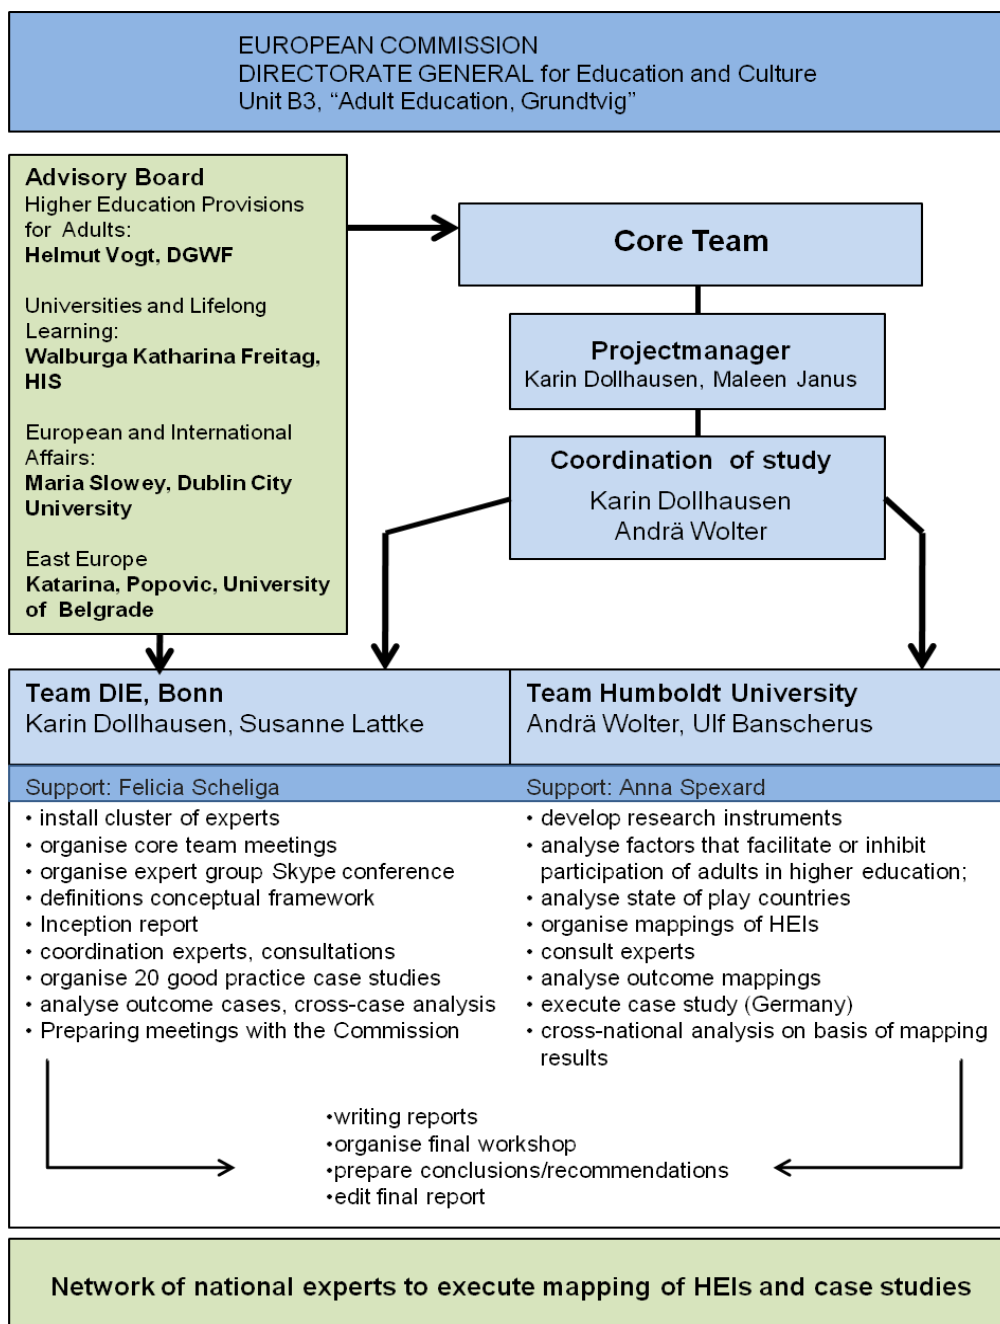 EUROPEAN COMMISSION
DIRECTORATE GENERAL for Education and Culture
Unit B3, “Adult Education, Grundtvig”
Advisory Board
Higher Education Provisions
for Adults:
Helmut Vogt, DGWF
Universities and Lifelong
Learning:
Walburga Katharina Freitag,
HIS
European and International
Affairs:
Maria Slowey, Dublin City
University
East Europe
Katarina, Popovic, University
of Belgrade
Core Team
Projectmanager
Karin Dollhausen, Maleen Janus
Coordination of study
Karin Dollhausen
Andrä Wolter
Team DIE, Bonn
Karin Dollhausen, Susanne Lattke
Support: Felicia Scheliga
• install cluster of experts
• organise core team meetings
• organise expert group Skype conference
• definitions conceptual framework
• Inception report
• coordination experts, consultations
• organise 20 good practice case studies
• analyse outcome cases, cross-case analysis
• Preparing meetings with the Commission
Team Humboldt University
Andrä Wolter, Ulf Banscherus
Support: Anna Spexard
• develop research instruments
• analyse factors that facilitate or inhibit
participation of adults in higher education;
• analyse state of play countries
• organise mappings of HEIs
• consult experts
• analyse outcome mappings
• execute case study (Germany)
• cross-national analysis on basis of mapping
results
•writing reports
•organise final workshop
•prepare conclusions/recommendations
•edit final report
Network of national experts to execute mapping of HEIs and case studies